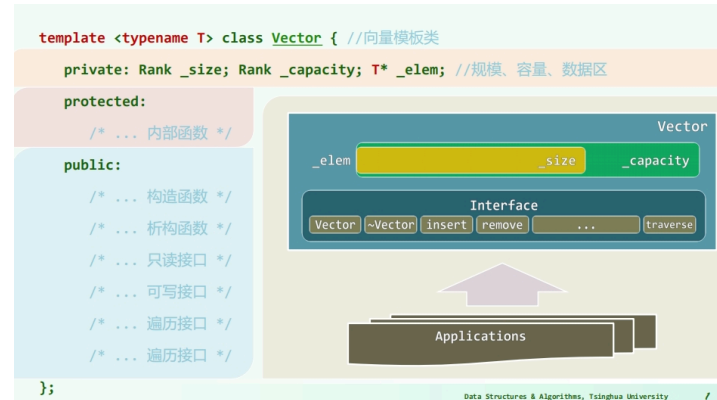 template <typename T> class Vector { //向量模板类
private: Rank _size; Rank _capacity; T* _elem; //规模、容量、数据区
protected:
/* ... 内部函数 */
public:
/* ... 构造函数 */
/* ... 析构函数 */
/* ... 只读接口 */
/* ... 可写接口 */
/* ... 遍历接口 */
/* ... 遍历接口 */
};
Vector
_elem _size _capacity
Interface
Vector ~Vector insert remove ... traverse
Applications
Data Structures & Algorithms, Tsinghua University